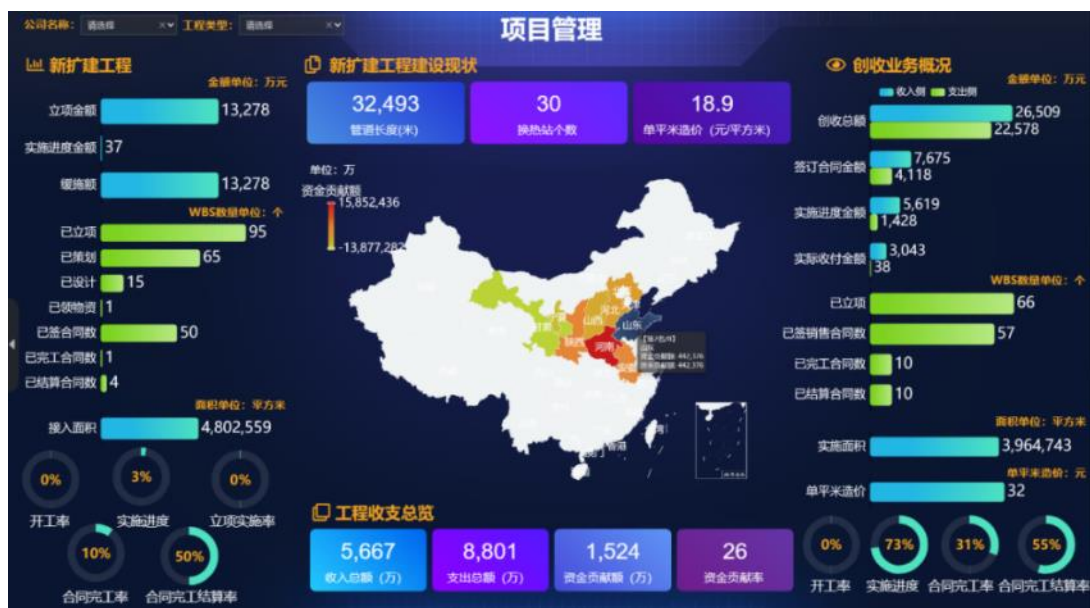 公司名称： 请选择 工程类型： 请选择
项目管理
新扩建工程
金额单位：万元
立项金额 13,278
实施进度金额 37
缓施额 13,278
WBS数量单位：个
已立项 95
已策划 65
已设计 15
已领物资 1
已签合同数 50
已完工合同数 1
已结算合同数 4
面积单位：平方米
接入面积 4,802,559
0% 3% 0%
开工率 实施进度 立项实施率
10% 50%
合同完工率 合同完工结算率
新扩建工程建设现状
32,493 30 18.9
管道长度(米) 换热站个数 单平米造价（元/平方米）
单位：万
资金贡献额
15,852,436
-13,877,282
河北
山西
山东
甘肃
陕西
河南
山东
资金贡献额: 442,376
香港
工程收支总览
5,667 8,801 1,524 26
收入总额（万） 支出总额（万） 资金贡献额（万） 资金贡献率
创收业务概况
金额单位：万元
收入侧 支出侧
创收总额 26,509
22,578
签订合同金额 7,675
4,118
实施进度金额 5,619
1,428
实际收付金额 3,043
38
WBS数量单位：个
已立项 66
已签销售合同数 57
已完工合同数 10
已结算合同数 10
面积单位：平方米
实施面积 3,964,743
单平米造价：元
单平米造价 32
0% 73% 31% 55%
开工率 实施进度 合同完工率 合同完工结算率